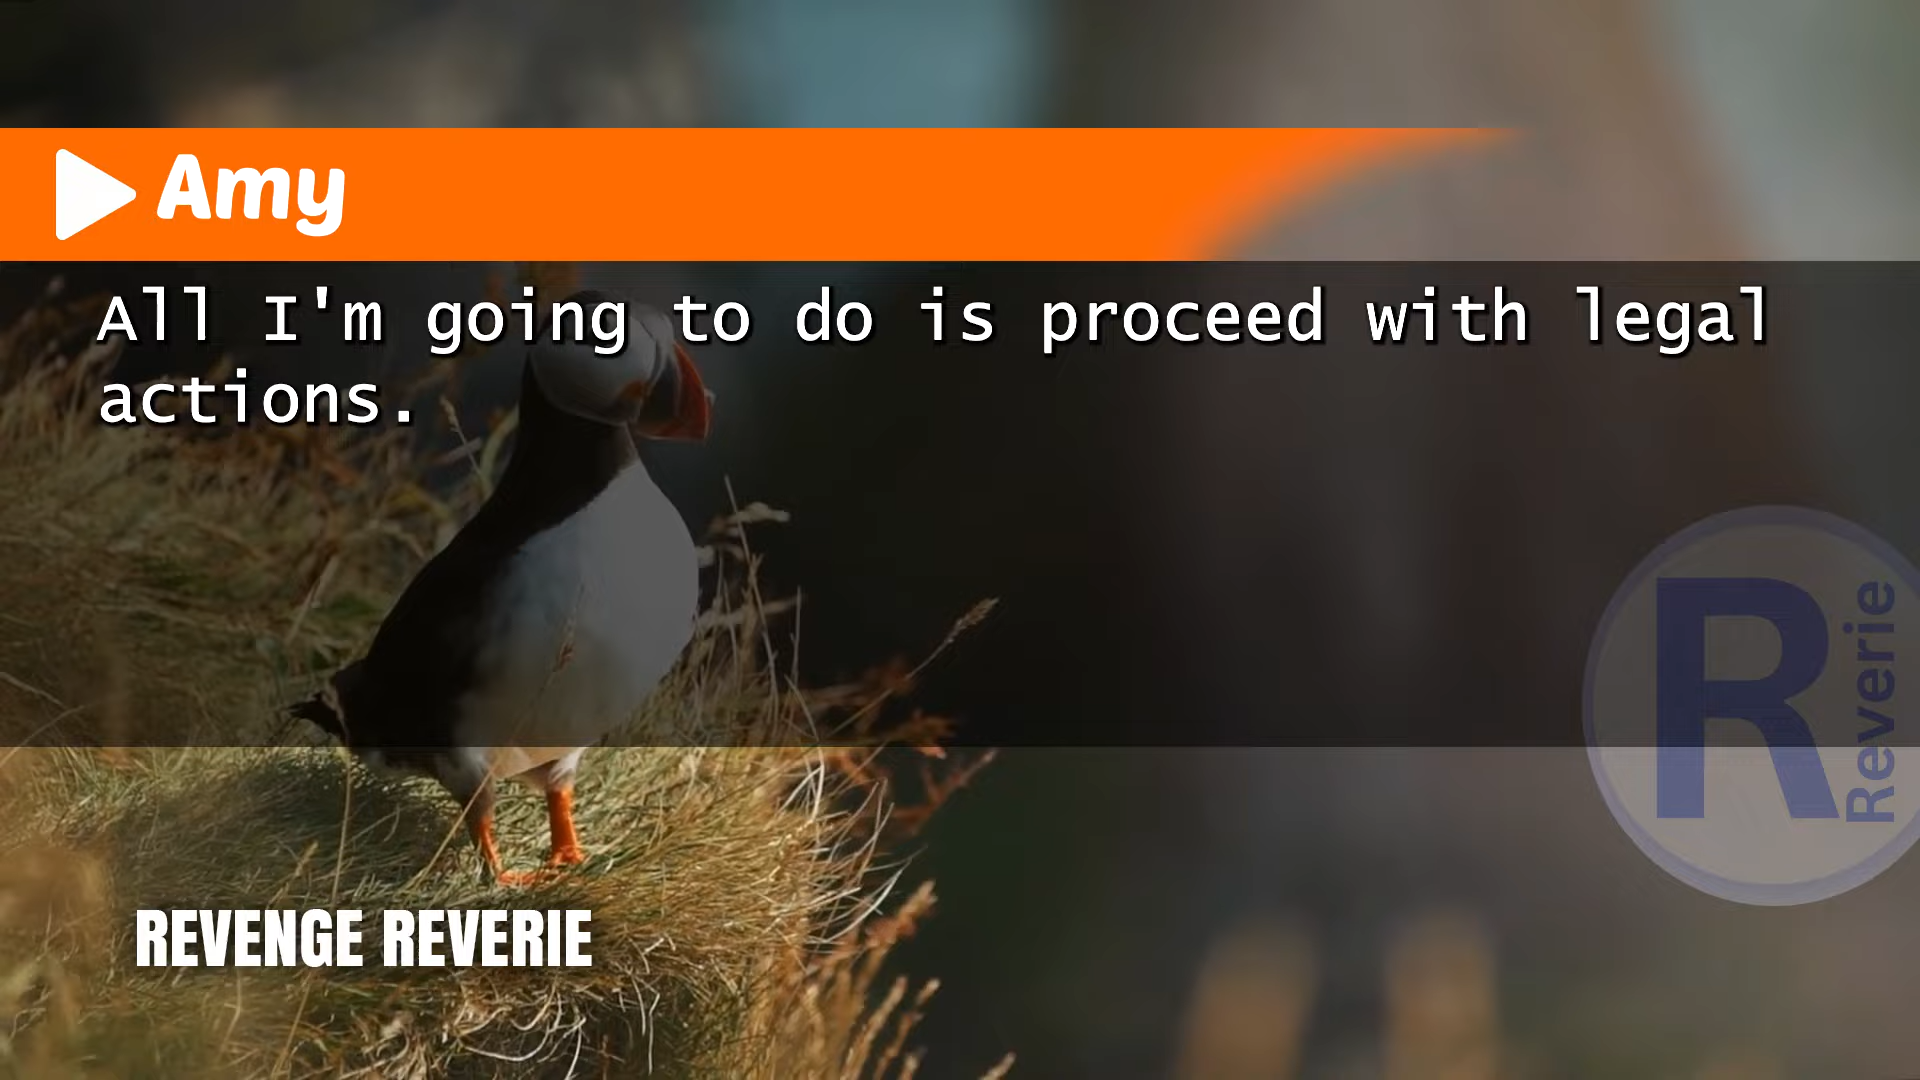 Amy
All I'm going to do is proceed with legal
actions.
R
Reverie
REVENGE REVERIE